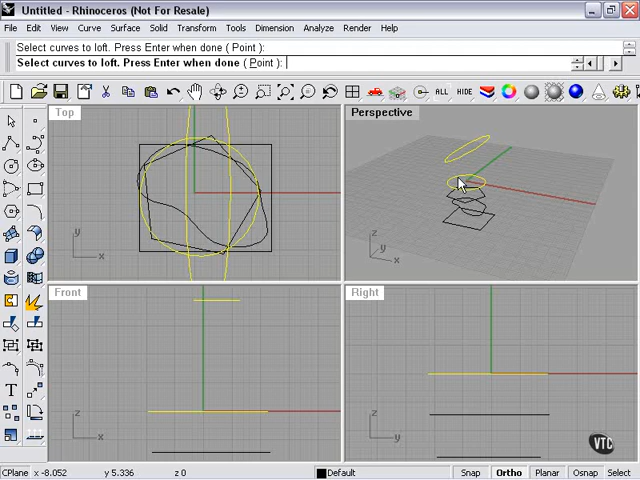 Untitled - Rhinoceros (Not For Resale)
File Edit View Curve Surface Solid Transform Tools Dimension Analyze Render Help
Select curves to loft. Press Enter when done ( Point ):
Select curves to loft. Press Enter when done ( Point ):
ALL HIDE
Top
Perspective
y
x
z
y
x
Front
Right
z
x
z
y
T
VTC
CPlane x -8.052 y 5.336 z 0 Default Snap Ortho Planar Osnap Select